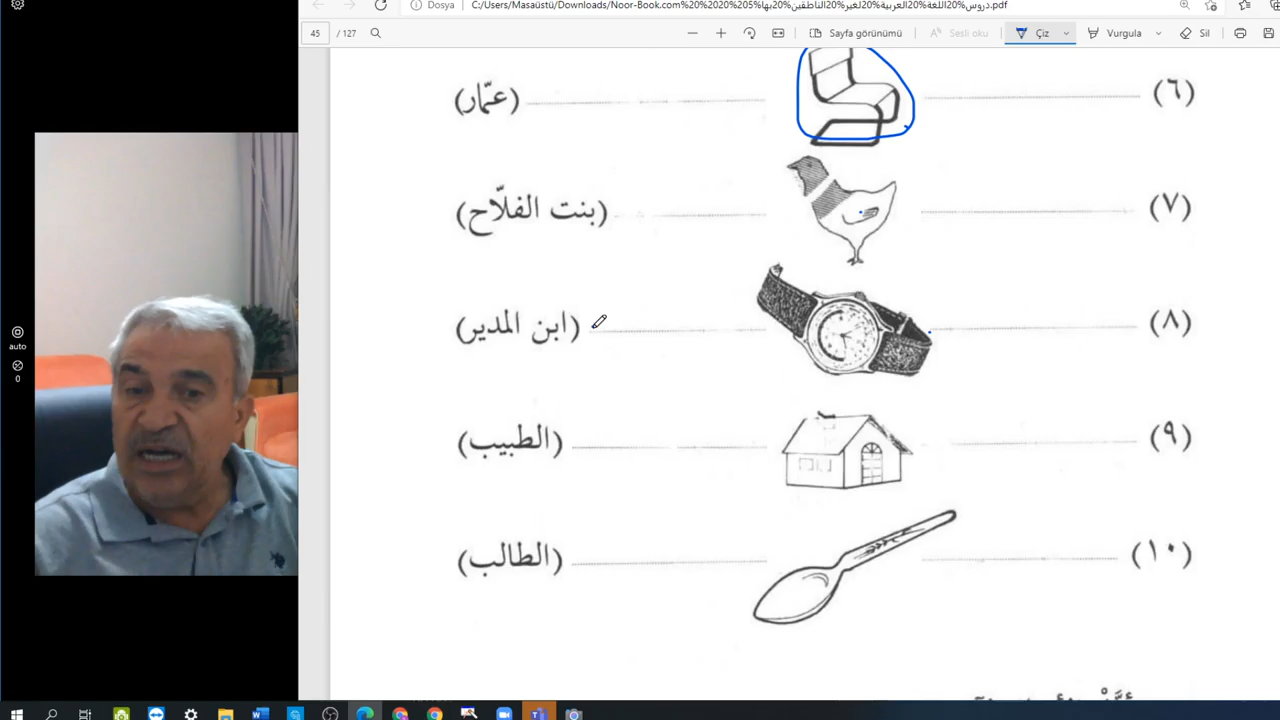 Dosya
C:/Users/Masaüstü/Downloads/Noor-Book.com%20%2020%205دروس%20اللغة%20العربية%20لغير%20الناطقين%20بها.pdf
45 / 127
Sayfa görünümü
Sesli oku
Çiz
Vurgula
Sil
auto
0
(٦) (عمّار)
(٧) (بنت الفلّاح)
(٨) (ابن المدير)
(٩) (الطبيب)
(١٠) (الطالب)